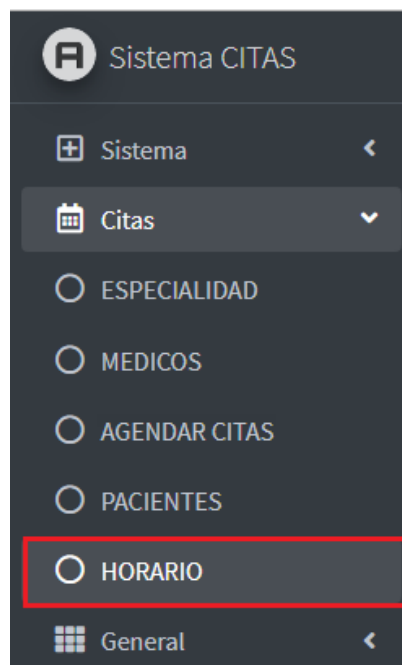 Sistema CITAS
Sistema
Citas
ESPECIALIDAD
MEDICOS
AGENDAR CITAS
PACIENTES
HORARIO
General